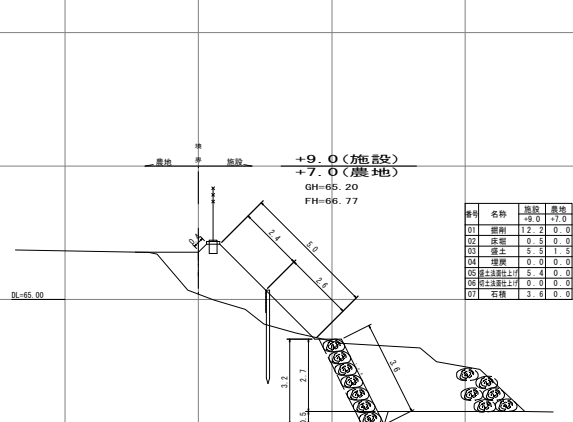 境
界
農地 施設
+9.0(施設)
+7.0(農地)
GH=65.20
FH=66.77
2.4
5.0
2.6
DL=65.00
3.2
2.7
0.5
3.6
番号 名称 施設 農地
+9.0 +7.0
01 掘削 12.2 0.0
02 床堀 0.5 0.0
03 盛土 5.5 1.5
04 埋戻 0.0 0.0
05 盛土法面仕上げ 5.4 0.0
06 切土法面仕上げ 0.0 0.0
07 石積 3.6 0.0